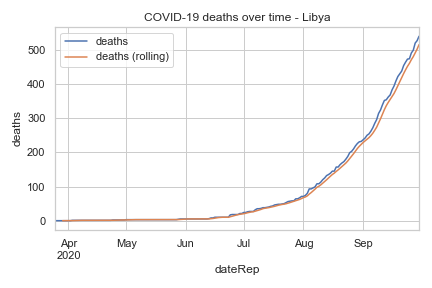 COVID-19 deaths over time - Libya
deaths
deaths (rolling)
500
400
300
200
100
0
deaths
Apr May Jun Jul Aug Sep
2020
dateRep